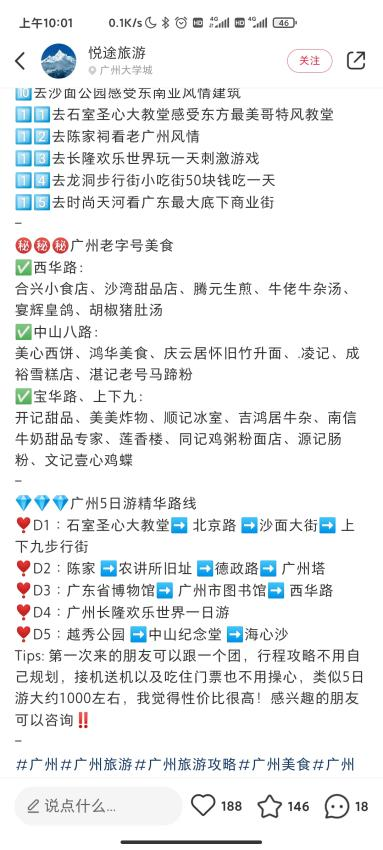 上午10:01 0.1K/s HD 4G HD 4G 46
悦途旅游
广州大学城
关注
🔟去沙面公园感受东南亚风情建筑
1️⃣1️⃣去石室圣心大教堂感受东方最美哥特风教堂
1️⃣2️⃣去陈家祠看老广州风情
1️⃣3️⃣去长隆欢乐世界玩一天刺激游戏
1️⃣4️⃣去龙洞步行街小吃街50块钱吃一天
1️⃣5️⃣去时尚天河看广东最大底下商业街
–
㊙️㊙️㊙️广州老字号美食
✅西华路:
合兴小食店、沙湾甜品店、腾元生煎、牛佬牛杂汤、
宴辉皇鸽、胡椒猪肚汤
✅中山八路:
美心西饼、鸿华美食、庆云居怀旧竹升面、.凌记、成
裕雪糕店、湛记老号马蹄粉
✅宝华路、上下九:
开记甜品、美美炸物、顺记冰室、吉鸿居牛杂、南信
牛奶甜品专家、莲香楼、同记鸡粥粉面店、源记肠
粉、文记壹心鸡蝶
–
💎💎💎广州5日游精华路线
❣️D1：石室圣心大教堂➡️ 北京路 ➡️沙面大街➡️ 上
下九步行街
❣️D2：陈家 ➡️农讲所旧址 ➡️德政路➡️ 广州塔
❣️D3：广东省博物馆➡️ 广州市图书馆➡️ 西华路
❣️D4：广州长隆欢乐世界一日游
❣️D5：越秀公园 ➡️中山纪念堂 ➡️海心沙
Tips: 第一次来的朋友可以跟一个团，行程攻略不用自
己规划，接机送机以及吃住门票也不用操心，类似5日
游大约1000左右，我觉得性价比很高！感兴趣的朋友
可以咨询‼️
–
#广州#广州旅游#广州旅游攻略#广州美食#广州
说点什么... 188 146 18